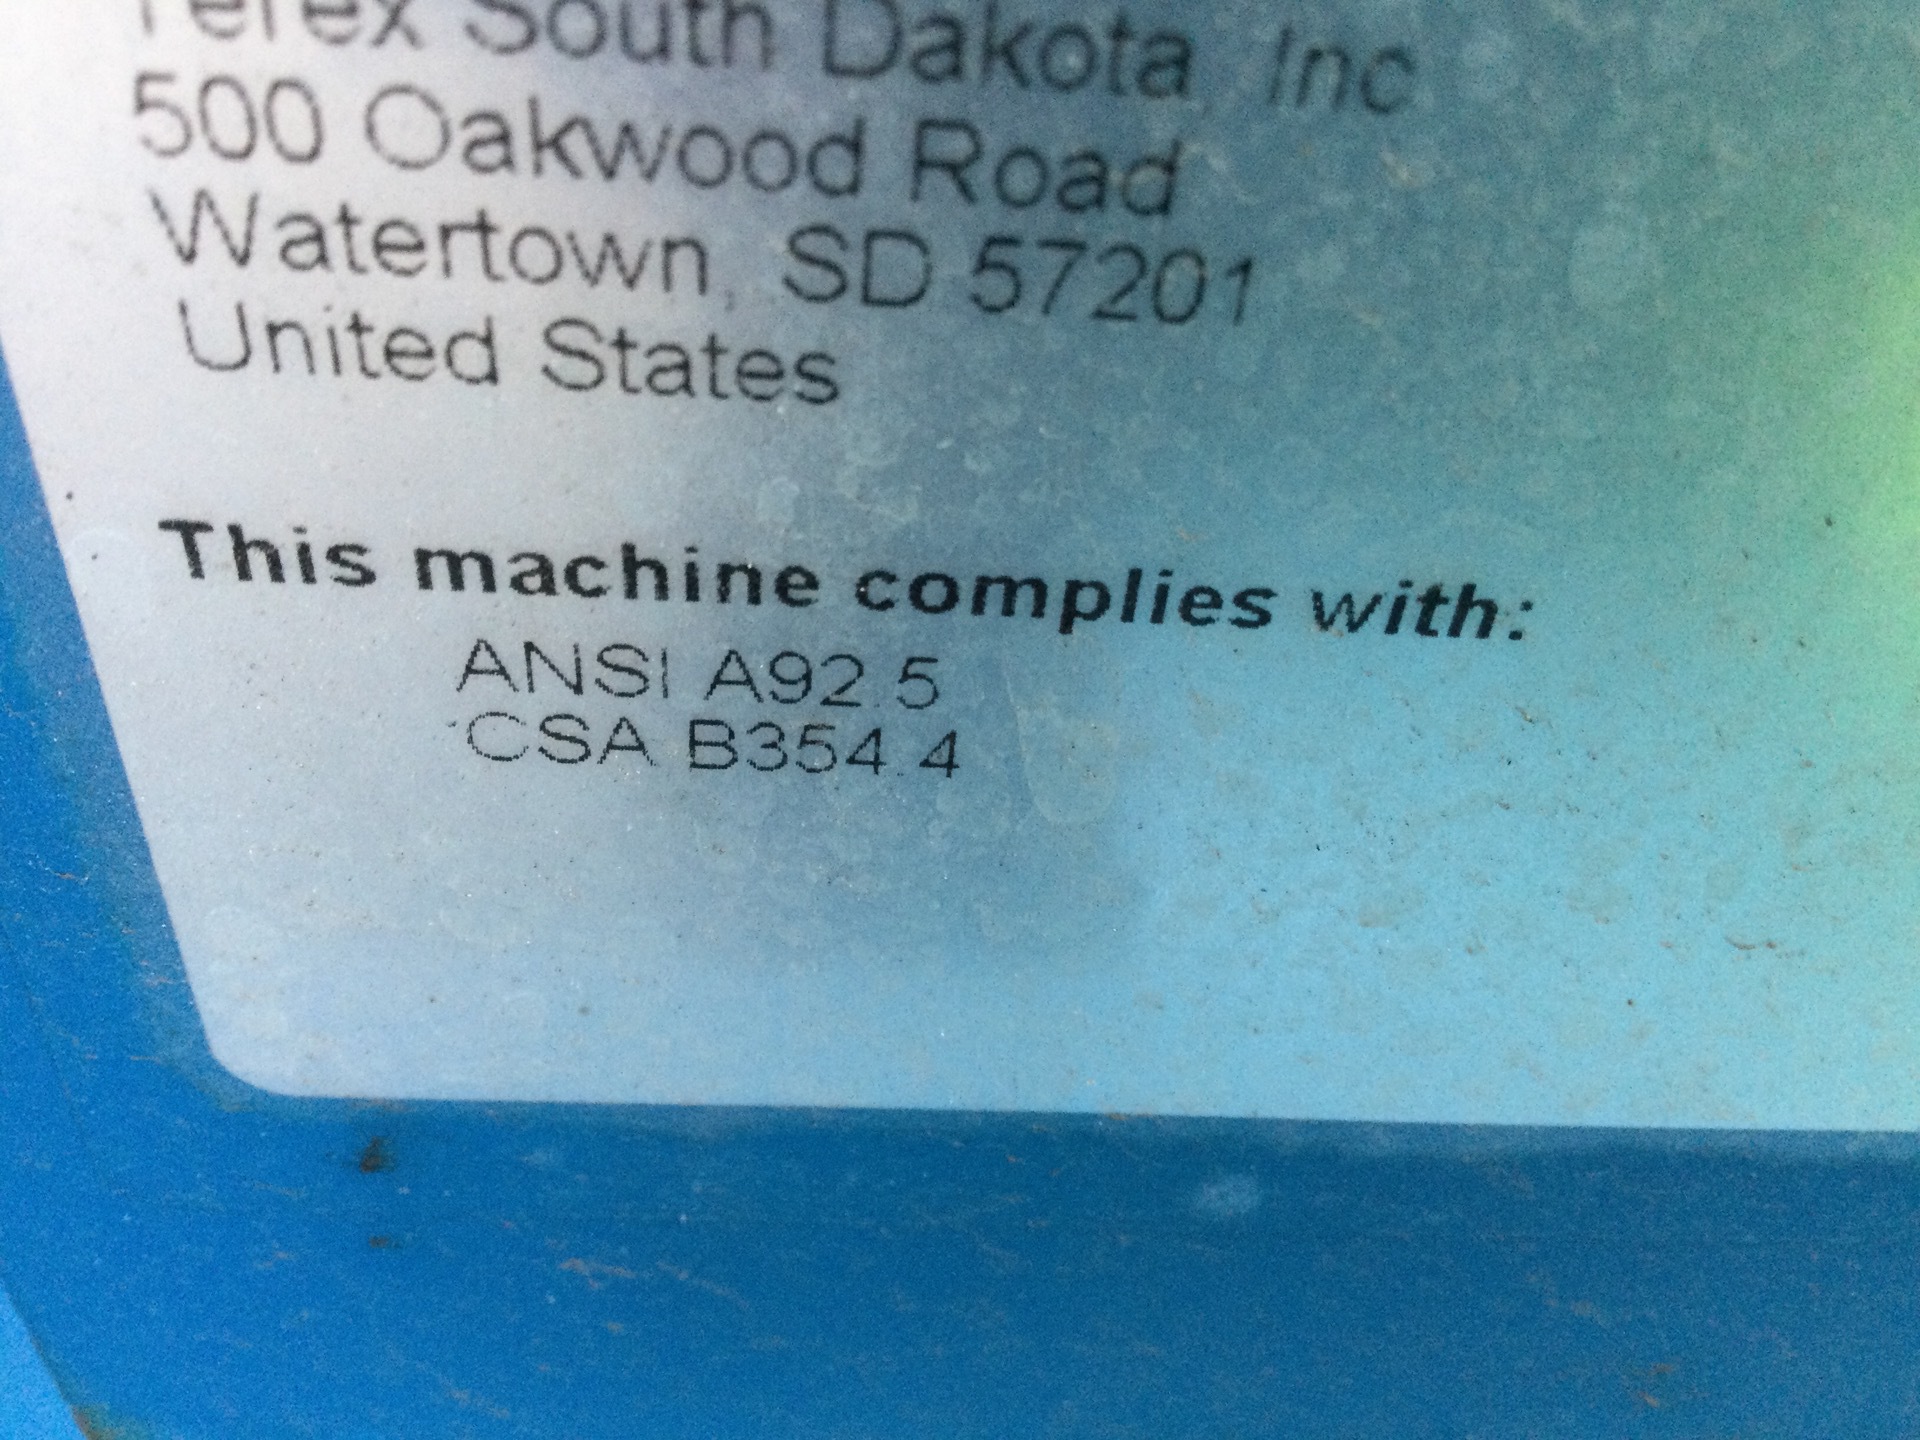 Terex South Dakota, Inc
500 Oakwood Road
Watertown, SD 57201
United States
This machine complies with:
ANSI A92.5
CSA B354.4